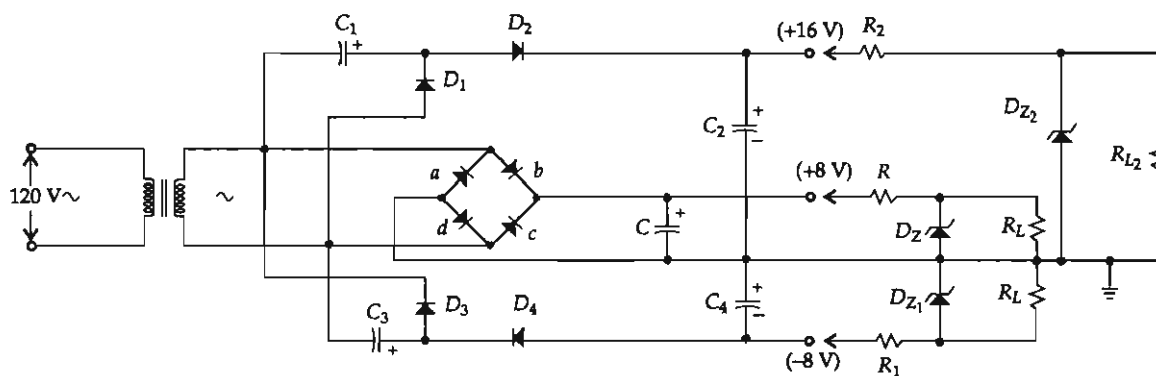 C1
+
D2
(+16 V)
R2
D1
DZ2
120 V~
~
a
b
C2
+
−
RL2
(+8 V)
R
d
c
C
+
DZ
RL
D3
D4
C3
+
C4
+
−
DZ1
RL
(−8 V)
R1